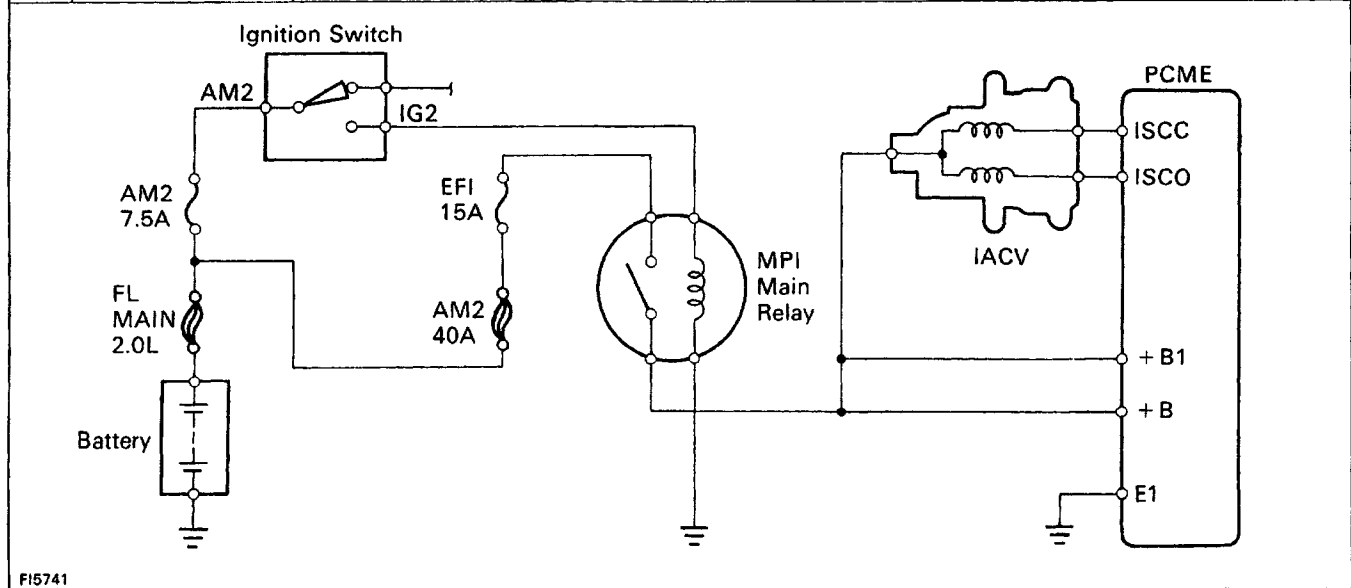 Ignition Switch
AM2
IG2
AM2
7.5A
FL
MAIN
2.0L
Battery
EFI
15A
AM2
40A
MPI
Main
Relay
IACV
PCME
ISCC
ISCO
+B1
+B
E1
FI5741